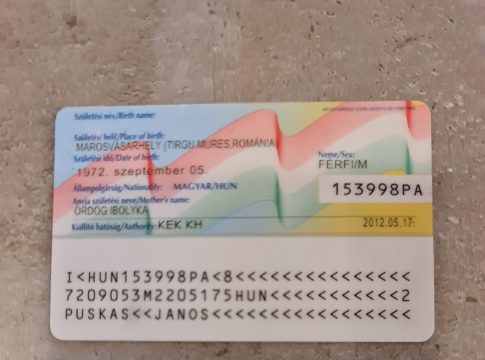 Születési név/Birth name:
Születési hely/Place of birth:
MAROSVÁSÁRHELY (TIRGU MURES,ROMÁNIA)
Születési idő/Date of birth: Neme/Sex:
1972. szeptember 05. FÉRFI/M
Állampolgárság/Nationality: MAGYAR/HUN 153998PA
Anyja születési neve/Mother's name:
ÖRDÖG IBOLYKA
Kiállító hatóság/Authority: KEK KH 2012.05.17.
I<HUN153998PA<8<<<<<<<<<<<<<<<
7209053M2205175HUN<<<<<<<<<<<2
PUSKAS<<JANOS<<<<<<<<<<<<<<<<<